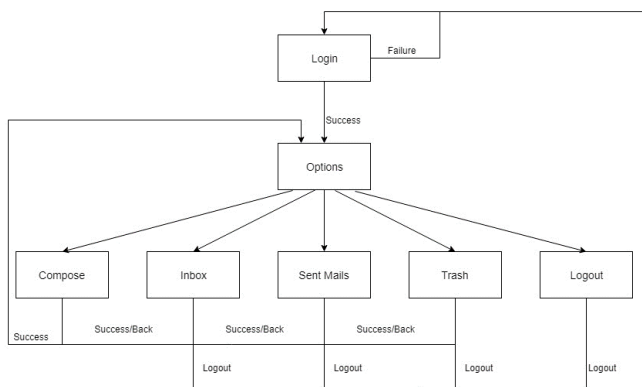 Login
Failure
Success
Options
Compose
Inbox
Sent Mails
Trash
Logout
Success/Back
Success/Back
Success/Back
Success
Logout
Logout
Logout
Logout